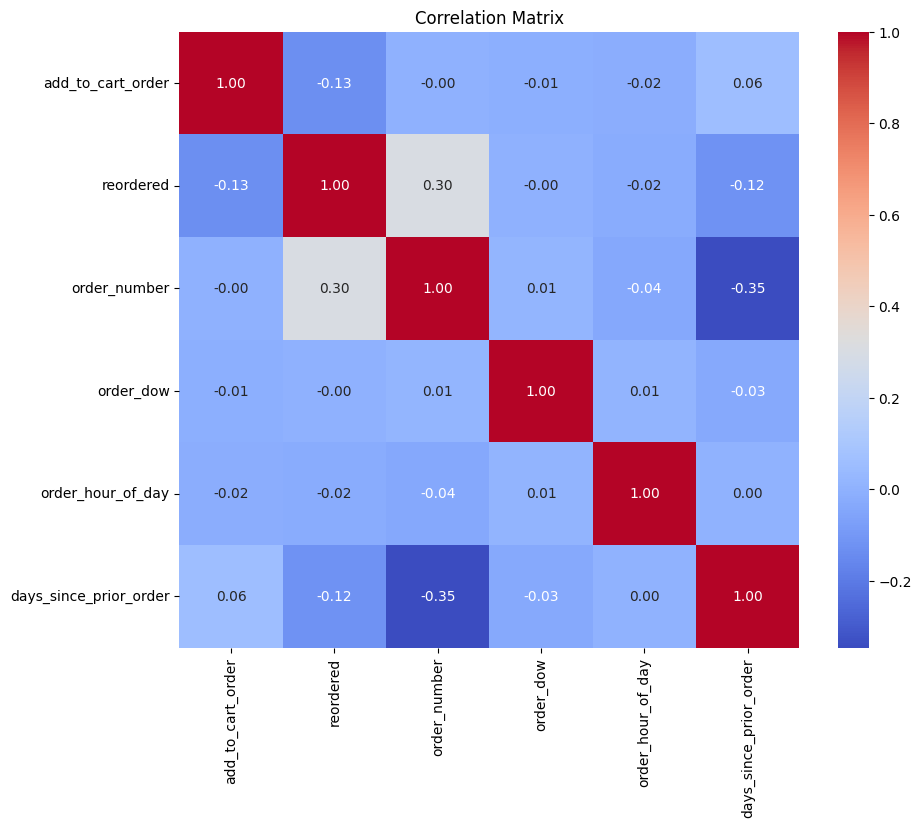 Correlation Matrix
add_to_cart_order 1.00 -0.13 -0.00 -0.01 -0.02 0.06
reordered -0.13 1.00 0.30 -0.00 -0.02 -0.12
order_number -0.00 0.30 1.00 0.01 -0.04 -0.35
order_dow -0.01 -0.00 0.01 1.00 0.01 -0.03
order_hour_of_day -0.02 -0.02 -0.04 0.01 1.00 0.00
days_since_prior_order 0.06 -0.12 -0.35 -0.03 0.00 1.00
add_to_cart_order
reordered
order_number
order_dow
order_hour_of_day
days_since_prior_order
1.0
0.8
0.6
0.4
0.2
0.0
−0.2